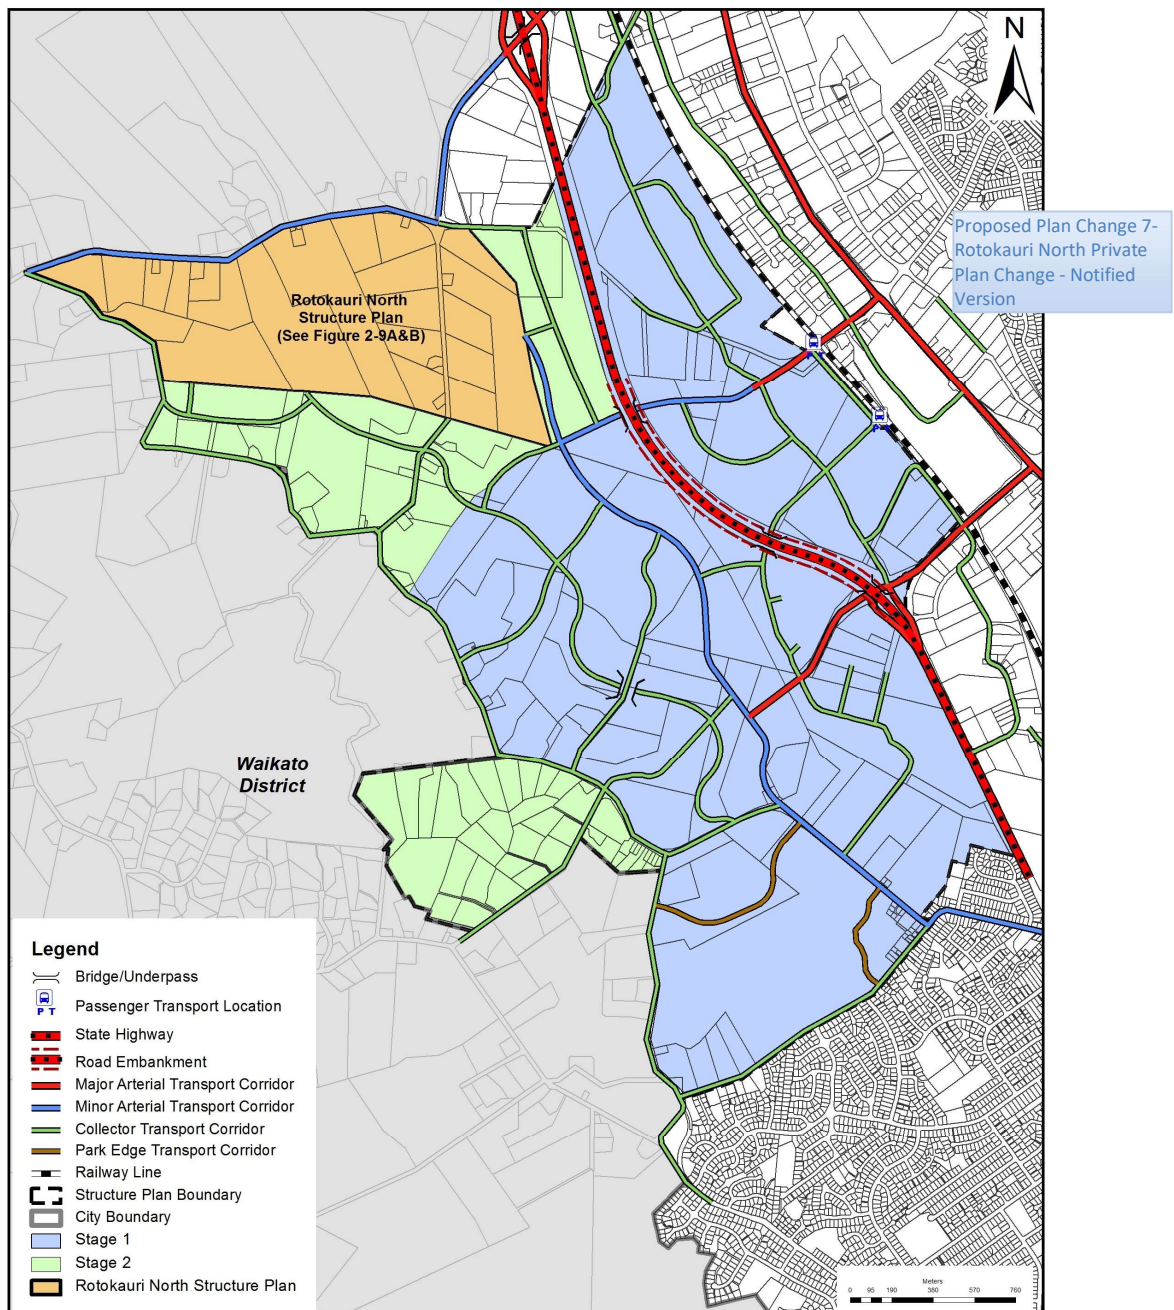 N
Proposed Plan Change 7-
Rotokauri North Private
Plan Change - Notified
Version
Rotokauri North
Structure Plan
(See Figure 2-9A&B)
P T
P T
Waikato
District
Legend
Bridge/Underpass
P T
Passenger Transport Location
State Highway
Road Embankment
Major Arterial Transport Corridor
Minor Arterial Transport Corridor
Collector Transport Corridor
Park Edge Transport Corridor
Railway Line
Structure Plan Boundary
City Boundary
Stage 1
Stage 2
Rotokauri North Structure Plan
Meters
0 95 190 380 570 760